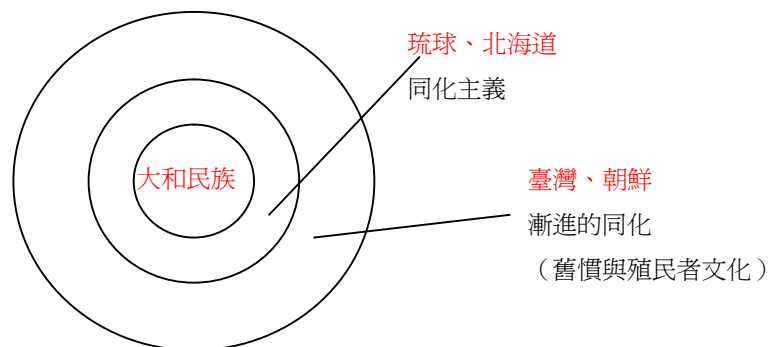 琉球、北海道
同化主義
大和民族
臺灣、朝鮮
漸進的同化
（舊慣與殖民者文化）